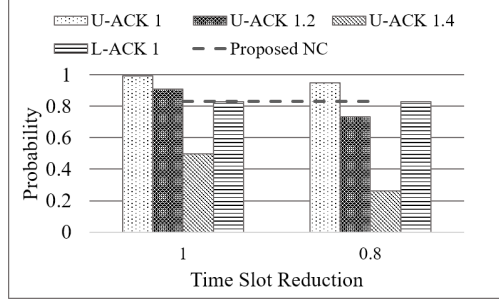 U-ACK 1 U-ACK 1.2 U-ACK 1.4
L-ACK 1 Proposed NC
1
0.8
0.6
0.4
0.2
0
Probability
1 0.8
Time Slot Reduction